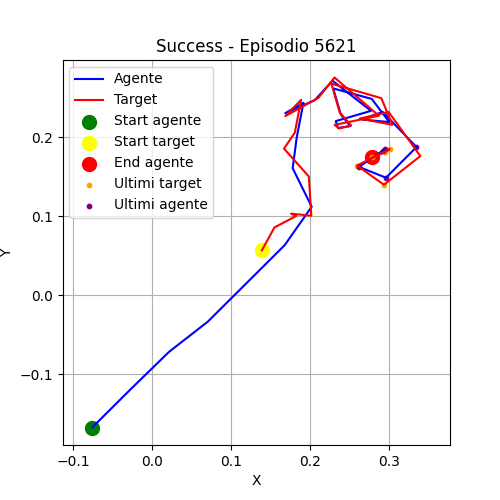 Success - Episodio 5621
Agente
Target
Start agente
Start target
End agente
Ultimi target
Ultimi agente
0.2
0.1
0.0
−0.1
Y
−0.1
0.0
0.1
0.2
0.3
X